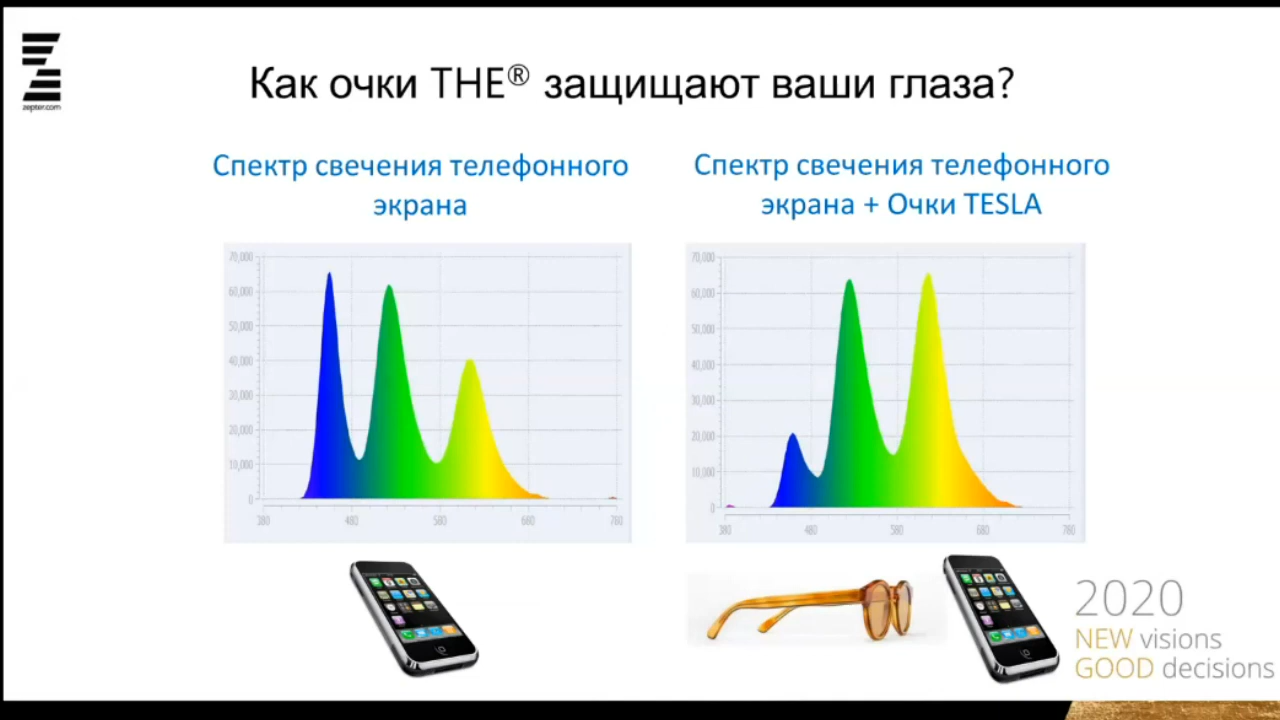 zepter.com
Как очки THE® защищают ваши глаза?
Спектр свечения телефонного
экрана
Спектр свечения телефонного
экрана + Очки TESLA
70,000
60,000
50,000
40,000
30,000
20,000
10,000
0
380 480 580 680 780
70,000
60,000
50,000
40,000
30,000
20,000
10,000
0
380 480 580 680 780
2020
NEW visions
GOOD decisions